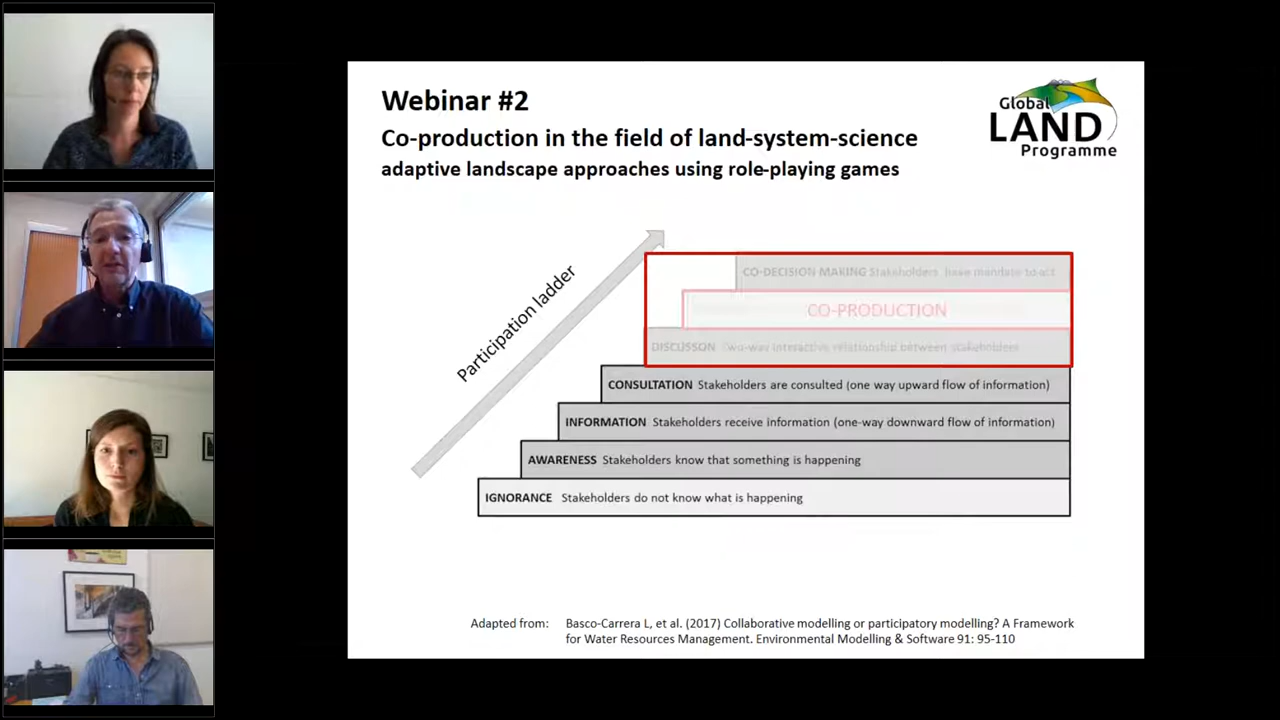 Webinar #2
Co-production in the field of land-system-science
adaptive landscape approaches using role-playing games
Global
LAND
Programme
Participation ladder
CO-DECISION MAKING Stakeholders have mandate to act
CO-PRODUCTION
DISCUSSON Two-way interactive relationship between stakeholders
CONSULTATION Stakeholders are consulted (one way upward flow of information)
INFORMATION Stakeholders receive information (one-way downward flow of information)
AWARENESS Stakeholders know that something is happening
IGNORANCE Stakeholders do not know what is happening
Adapted from: Basco-Carrera L, et al. (2017) Collaborative modelling or participatory modelling? A Framework
for Water Resources Management. Environmental Modelling & Software 91: 95-110